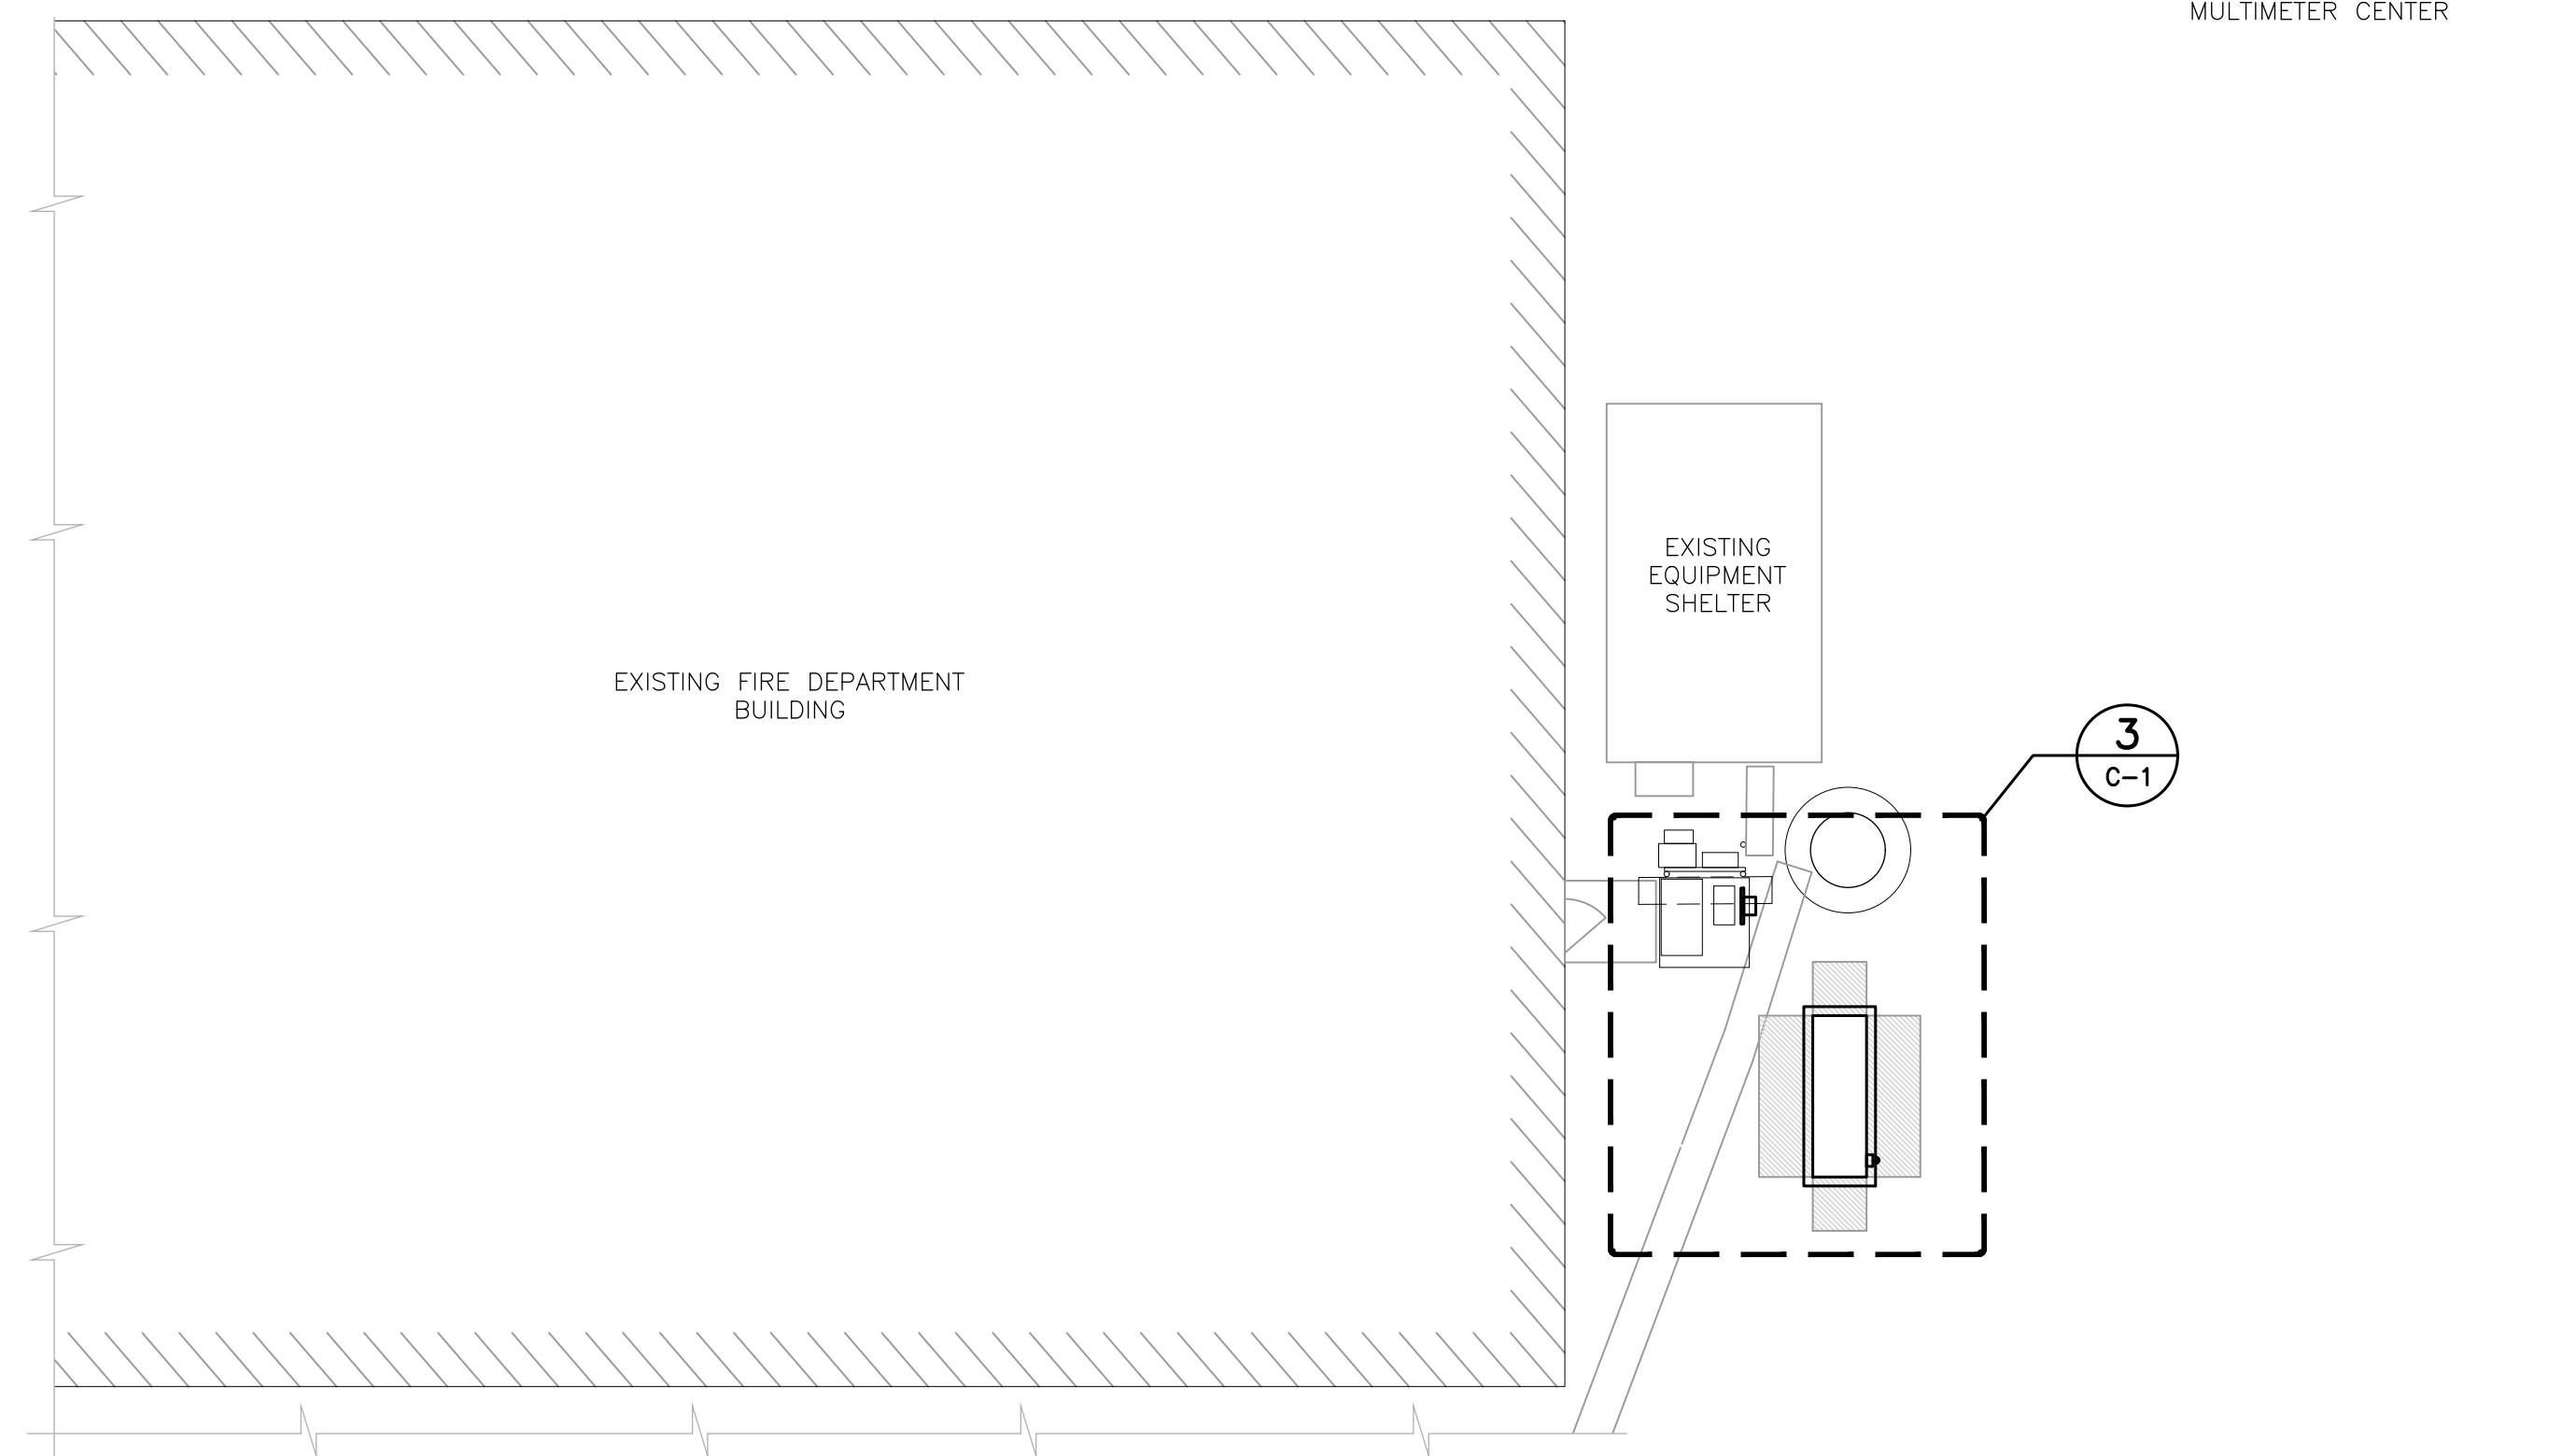 MULTIMETER CENTER
EXISTING
EQUIPMENT
SHELTER
EXISTING FIRE DEPARTMENT
BUILDING
3
C-1